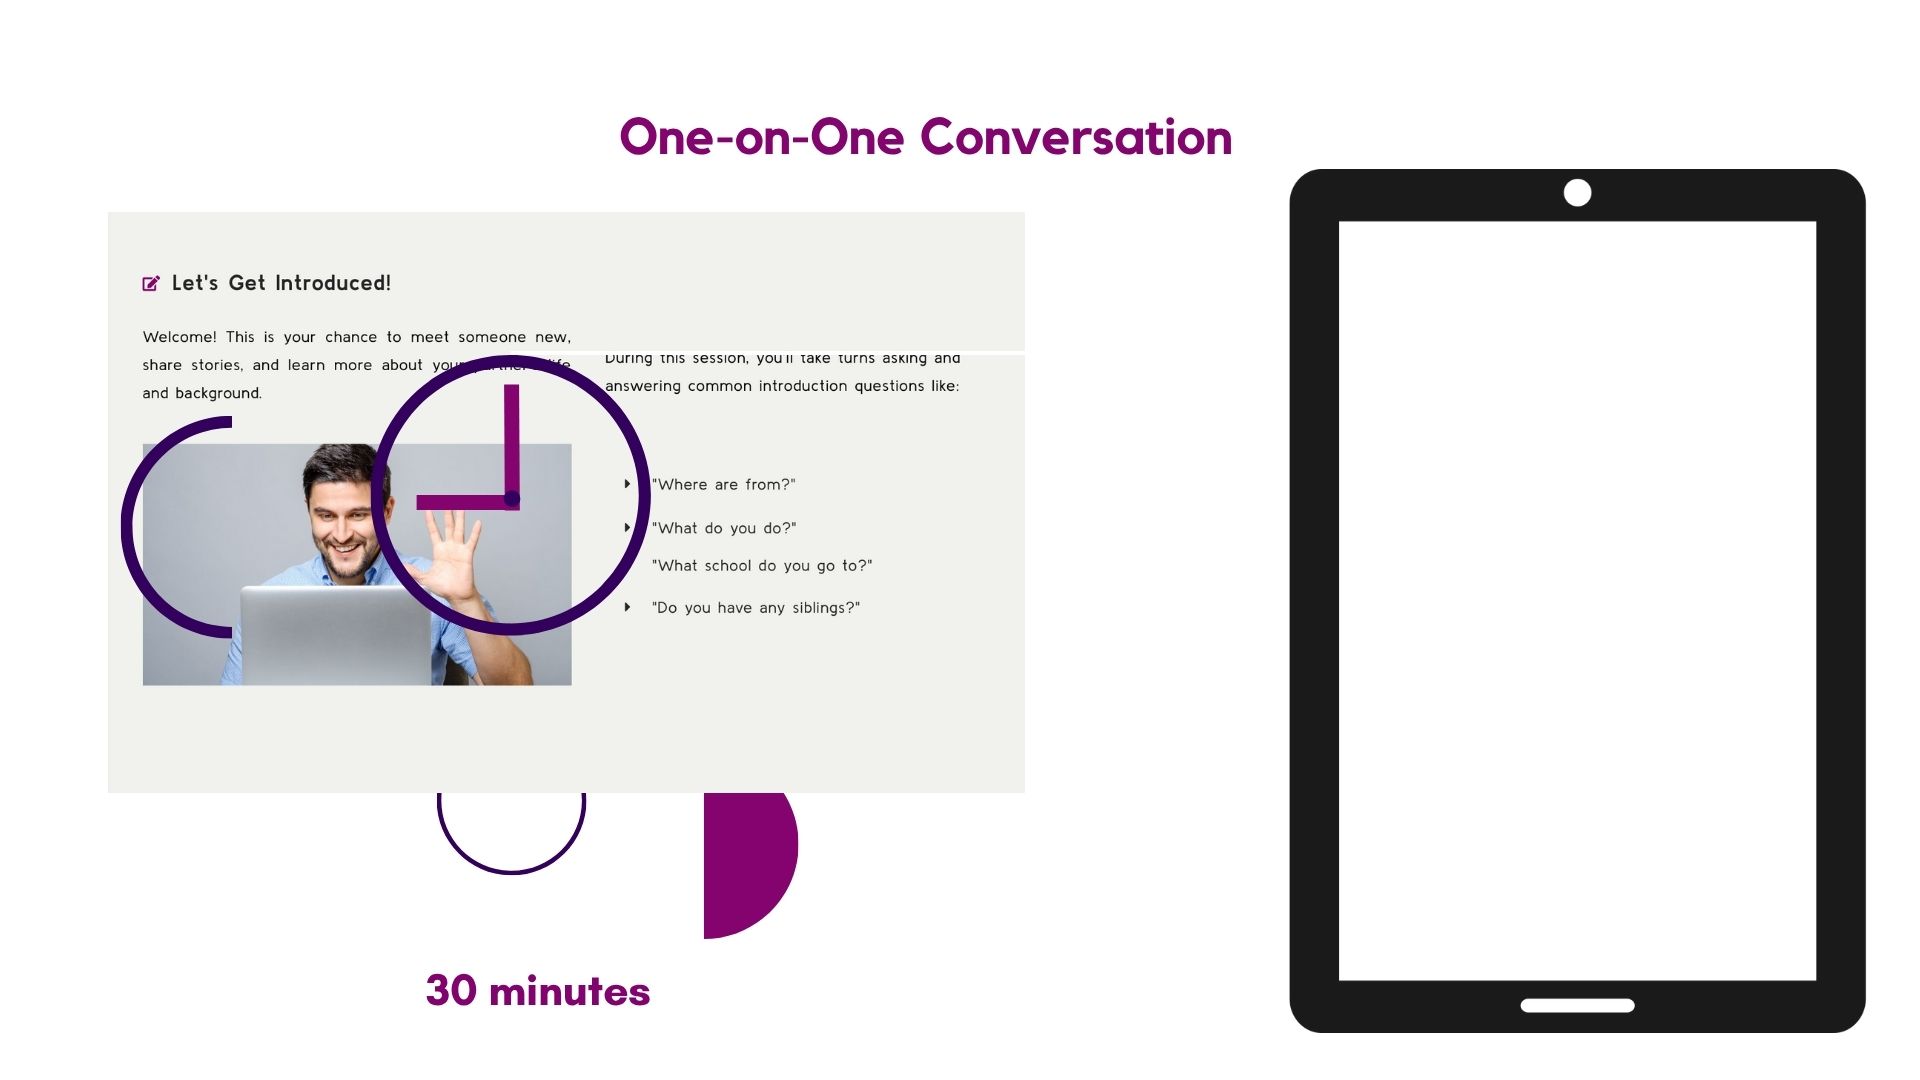 One-on-One Conversation
Let's Get Introduced!
Welcome! This is your chance to meet someone new,
share stories, and learn more about your partner's life
and background.
During this session, you'll take turns asking and
answering common introduction questions like:
"Where are from?"
"What do you do?"
"What school do you go to?"
"Do you have any siblings?"
30 minutes